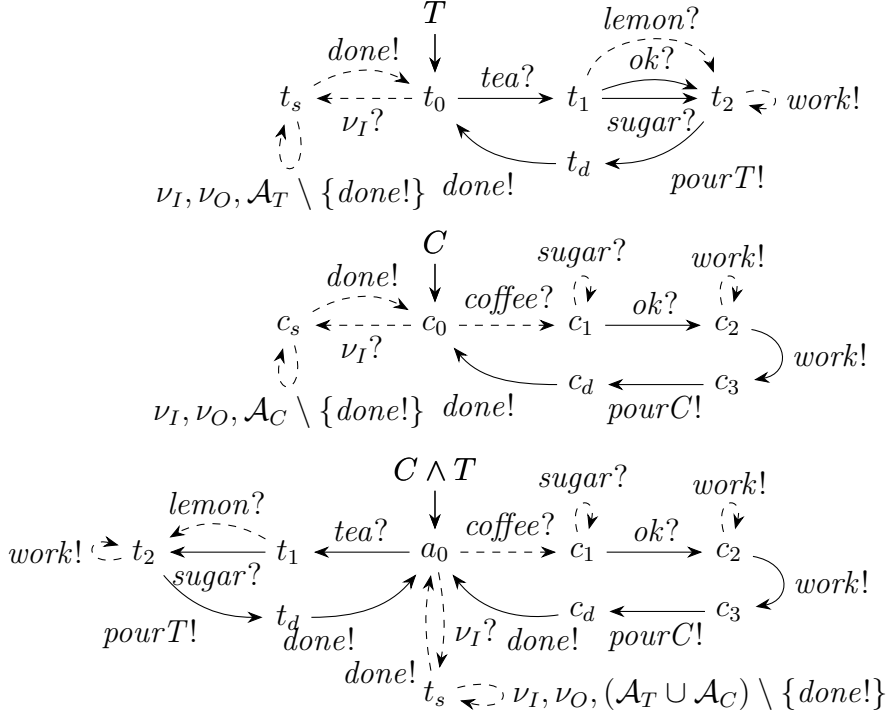 T
lemon?
done!
ok?
tea?
t_s t_0 t_1 t_2 work!
ν_I? sugar?
t_d
ν_I, ν_O, 𝒜_T \ {done!} done! pourT!
C
sugar? work!
done!
coffee? ok?
c_s c_0 c_1 c_2
ν_I? work!
c_d c_3
ν_I, ν_O, 𝒜_C \ {done!} done! pourC!
C ∧ T
sugar? work!
lemon?
tea? coffee? ok?
work! t_2 t_1 a_0 c_1 c_2
sugar? work!
t_d c_d c_3
pourT! done! ν_I? done! pourC!
done!
t_s ν_I, ν_O, (𝒜_T ∪ 𝒜_C) \ {done!}